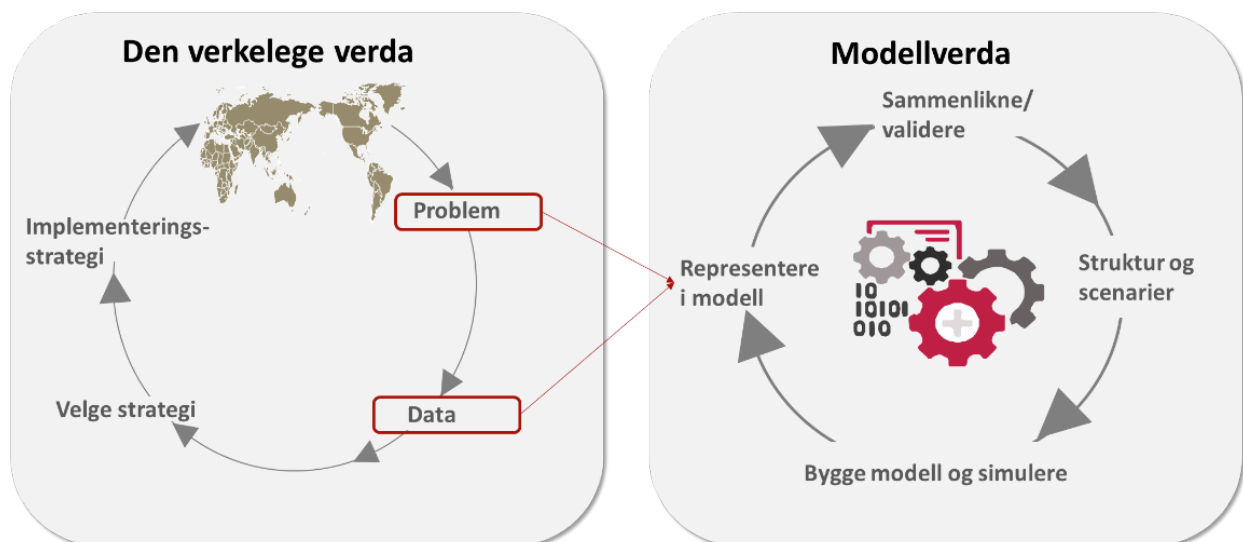 Den verkelege verda
Problem
Implementerings-
strategi
Velge strategi
Data
Modellverda
Sammenlikne/
validere
Representere
i modell
Struktur og
scenarier
10
10101
010
Bygge modell og simulere